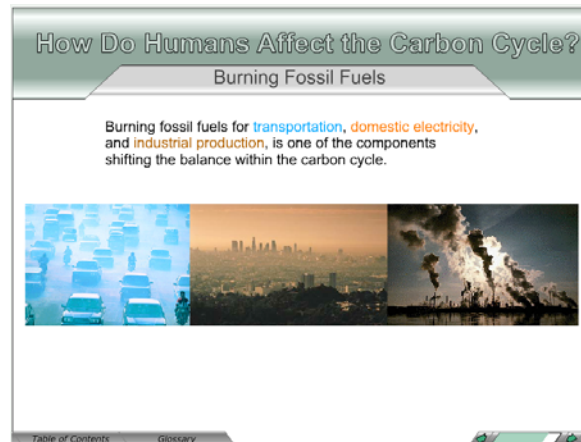 How Do Humans Affect the Carbon Cycle?
Burning Fossil Fuels
Burning fossil fuels for transportation, domestic electricity,
and industrial production, is one of the components
shifting the balance within the carbon cycle.
Table of Contents Glossary